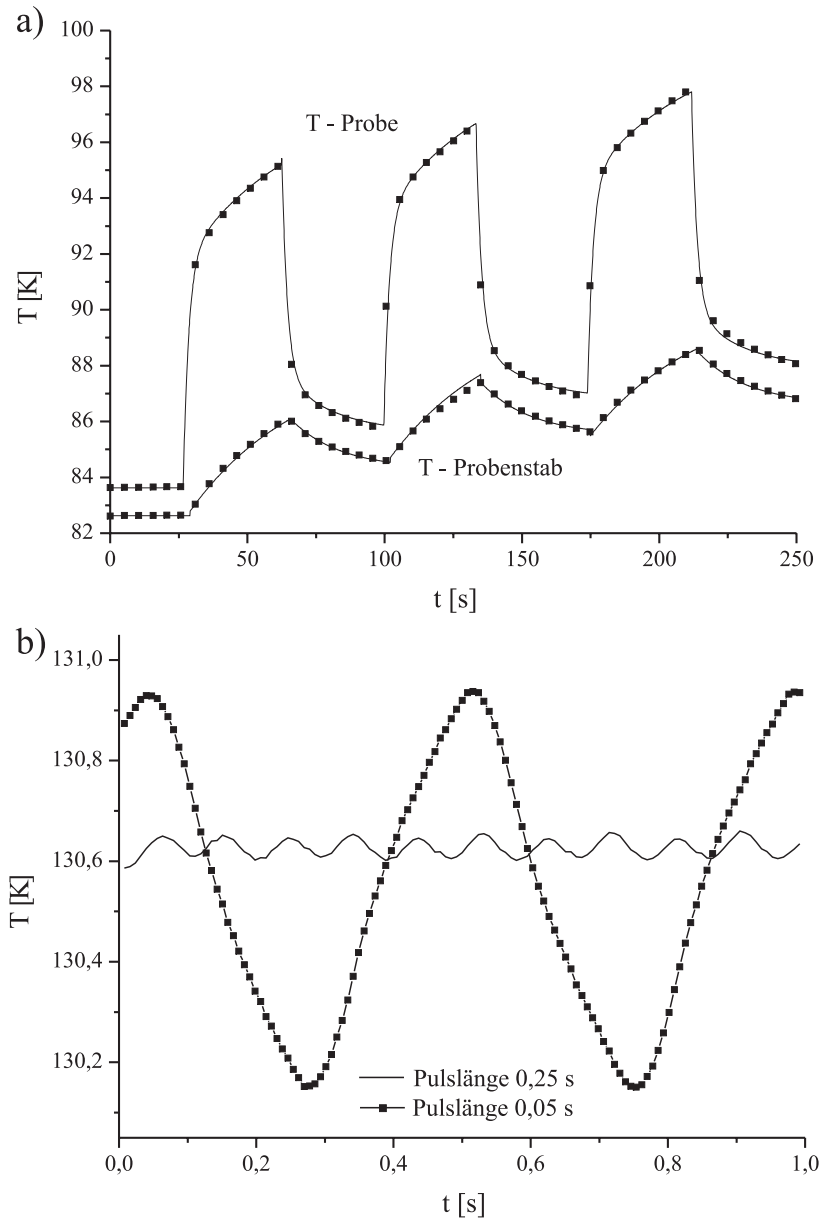 a)
100
98
96
94
92
90
88
86
84
82
T [K]
T - Probe
T - Probenstab
0
50
100
150
200
250
t [s]
b)
131,0
130,8
130,6
130,4
130,2
T [K]
Pulslänge 0,25 s
Pulslänge 0,05 s
0,0
0,2
0,4
0,6
0,8
1,0
t [s]